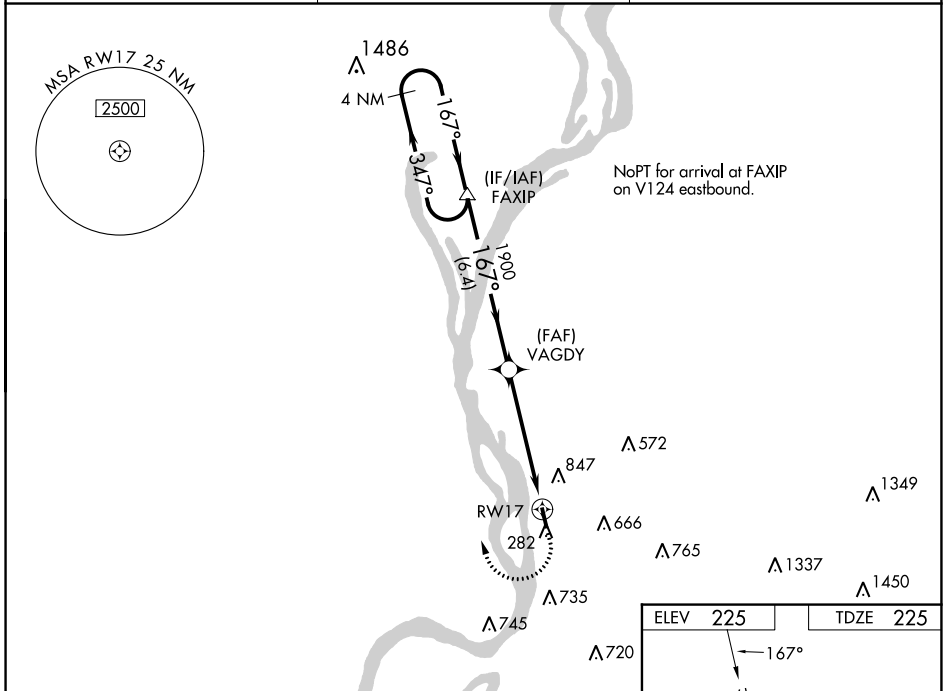 MSA RW17 25 NM
2500
1486
4 NM
167°
347°
(IF/IAF)
FAXIP
NoPT for arrival at FAXIP
on V124 eastbound.
1900
167°
(6.4)
(FAF)
VAGDY
572
847
1349
RW17
666
282
765
1337
1450
735
745
720
ELEV 225
TDZE 225
167°